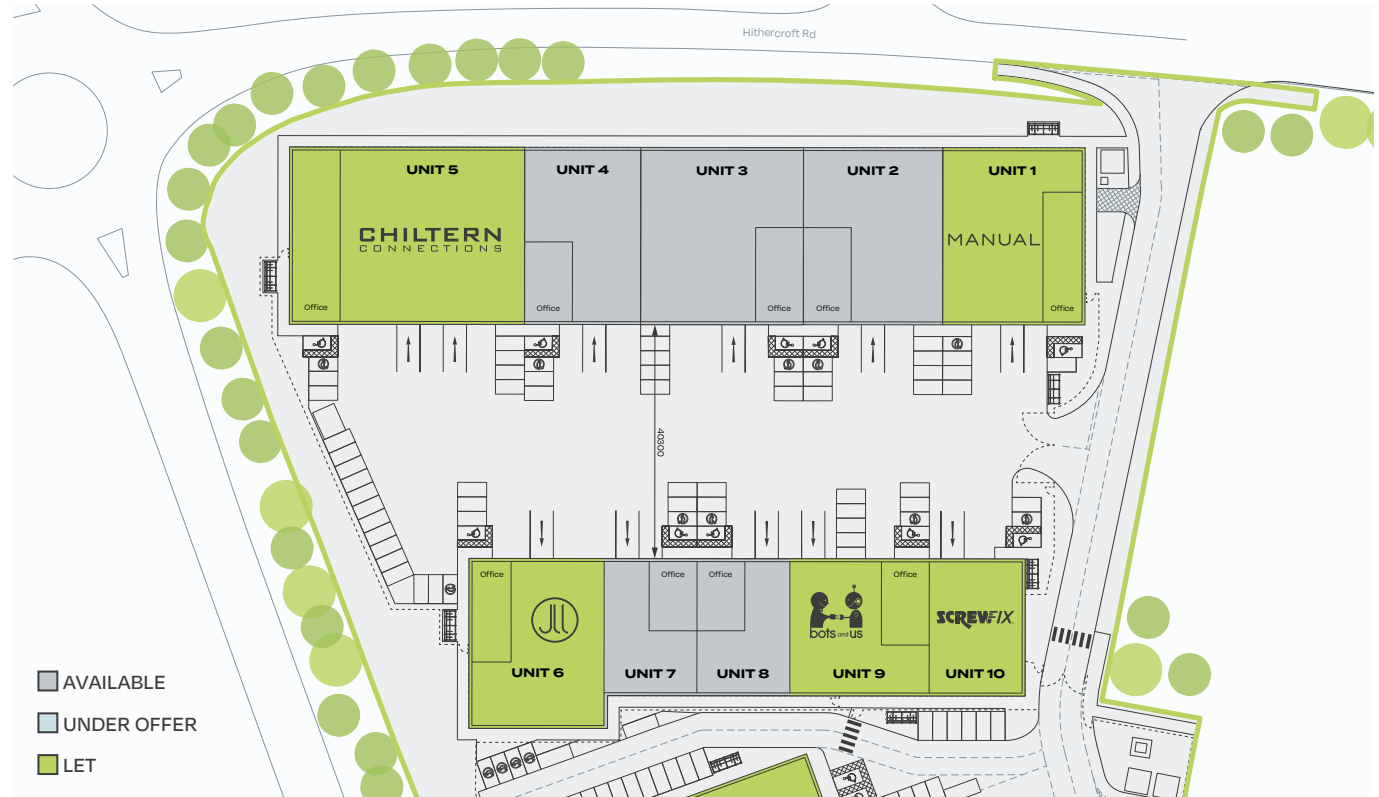 Hithercroft Rd
UNIT 5
UNIT 4
UNIT 3
UNIT 2
UNIT 1
CHILTERN
CONNECTIONS
MANUAL
Office
Office
Office
Office
Office
40300
Office
Office
Office
Office
JLL
bots and us
SCREWFIX
UNIT 6
UNIT 7
UNIT 8
UNIT 9
UNIT 10
AVAILABLE
UNDER OFFER
LET